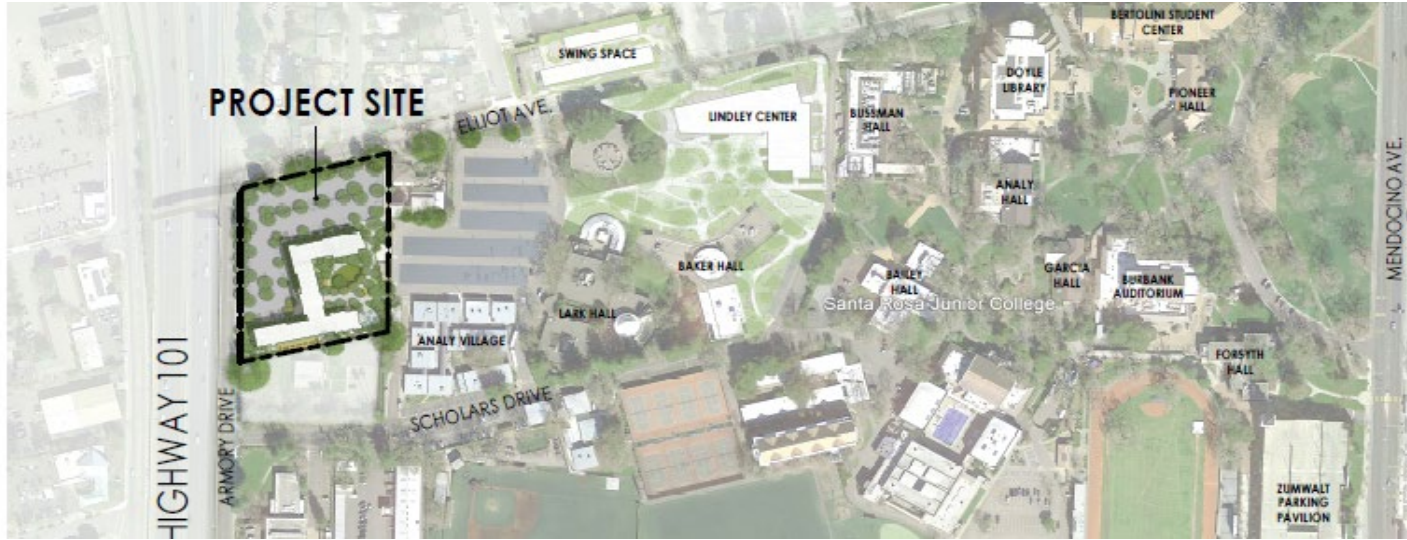 BERTOLINI STUDENT
CENTER
SWING SPACE
DOYLE
LIBRARY
PIONEER
HALL
PROJECT SITE
ELLIOT AVE.
LINDLEY CENTER
BUSSMAN
HALL
ANALY
HALL
MENDOCINO AVE.
BAKER HALL
BAILEY
HALL
GARCIA
HALL
BURBANK
AUDITORIUM
Santa Rosa Junior College
LARK HALL
ANALY VILLAGE
FORSYTH
HALL
HIGHWAY 101
ARMORY DRIVE
SCHOLARS DRIVE
ZUMWALT
PARKING
PAVILION